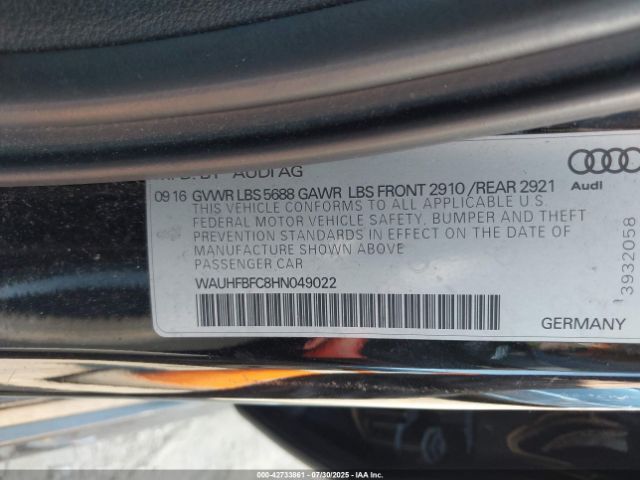 MFD. BY AUDI AG
09 16 GVWR LBS 5688 GAWR LBS FRONT 2910 /REAR 2921
THIS VEHICLE CONFORMS TO ALL APPLICABLE U.S.
FEDERAL MOTOR VEHICLE SAFETY, BUMPER AND THEFT
PREVENTION STANDARDS IN EFFECT ON THE DATE OF
MANUFACTURE SHOWN ABOVE
PASSENGER CAR
WAUHFBFC8HN049022
GERMANY
Audi
3932058
000-42733861 - 07/30/2025 - IAA Inc.